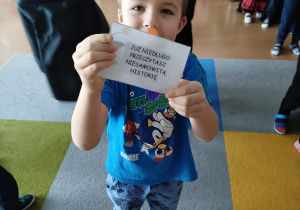 JUŻ NIEDŁUGO
PRZECZYTASZ
NIESAMOWITĄ
HISTORIĘ